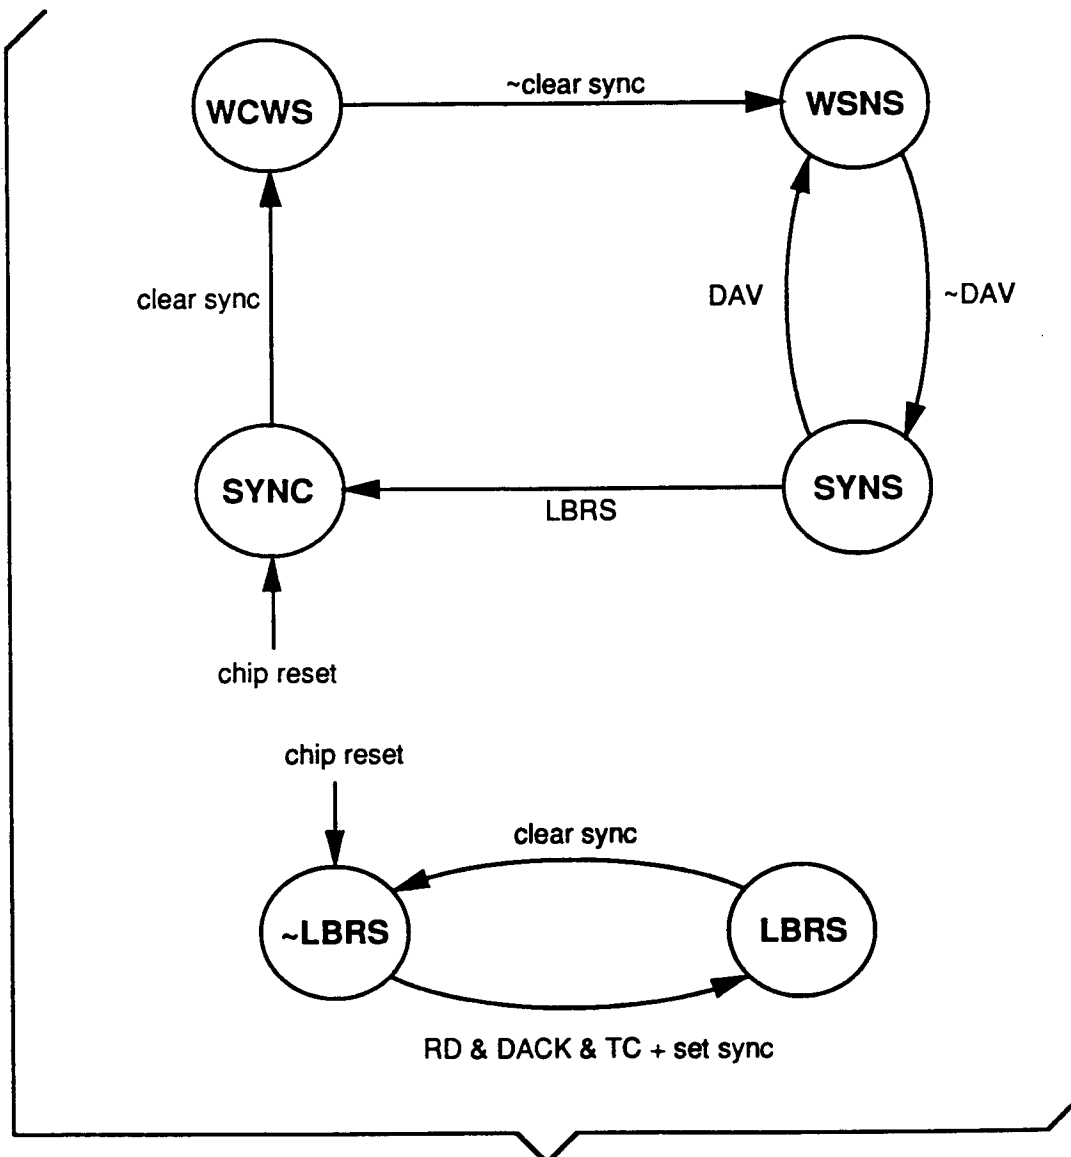 WCWS
~clear sync
WSNS
clear sync
DAV
~DAV
SYNC
LBRS
SYNS
chip reset
chip reset
clear sync
~LBRS
LBRS
RD & DACK & TC + set sync